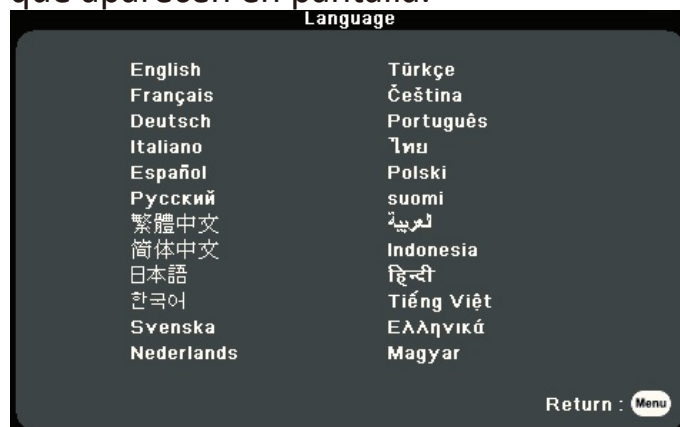 que aparecen en pantalla.
Language
English
Français
Deutsch
Italiano
Español
Русский
繁體中文
简体中文
日本語
한국어
Svenska
Nederlands
Türkçe
Čeština
Português
ไทย
Polski
suomi
العربية
Indonesia
हिन्दी
Tiếng Việt
Ελληνικά
Magyar
Return : Menu